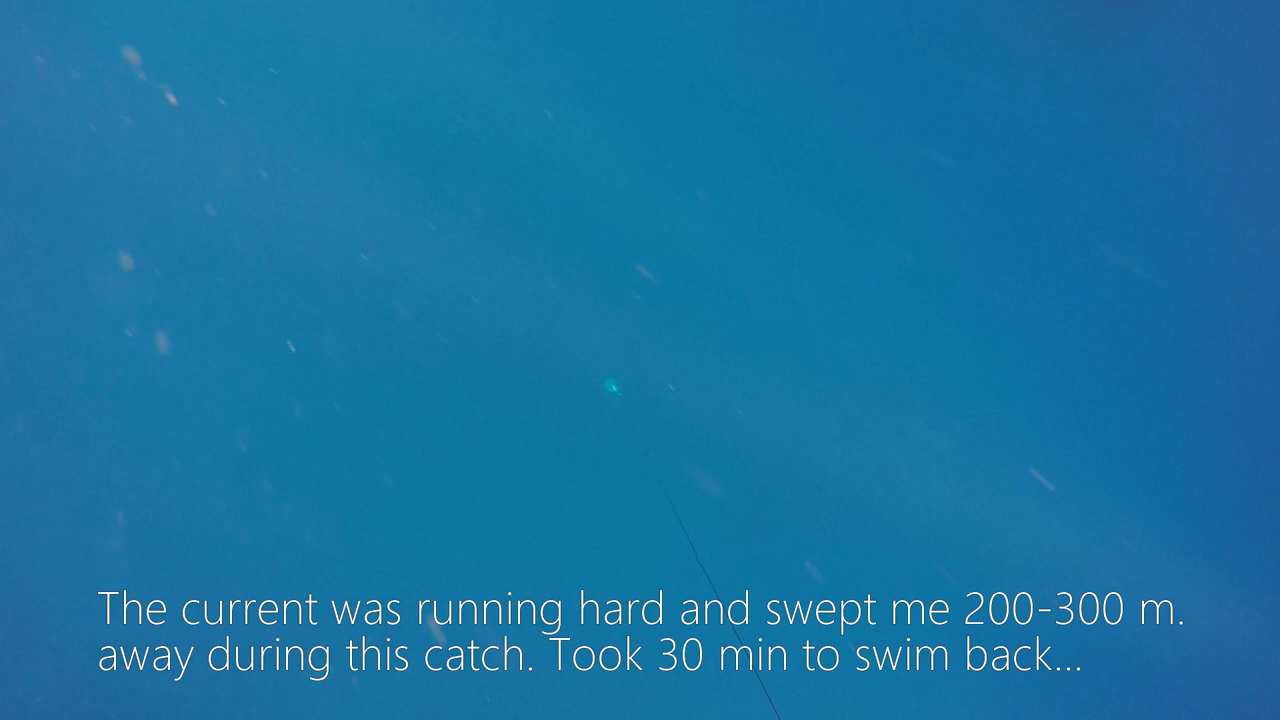 The current was running hard and swept me 200-300 m.
away during this catch. Took 30 min to swim back...